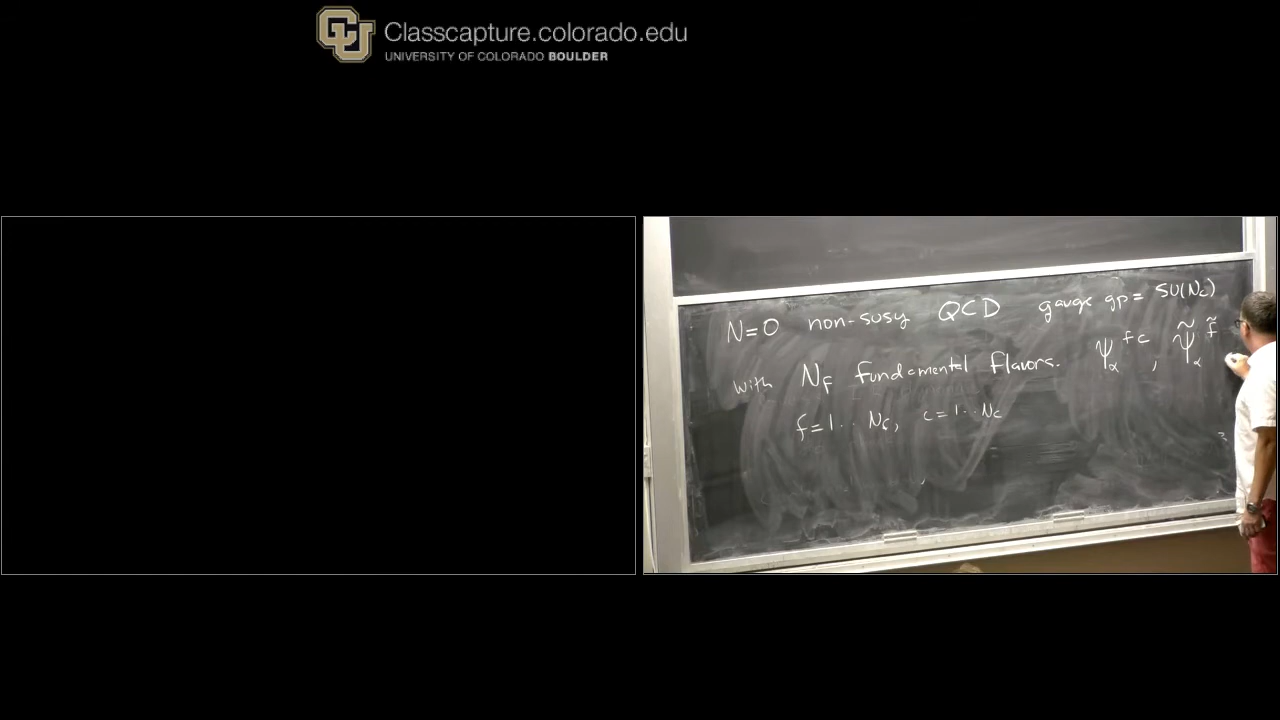 Classcapture.colorado.edu
UNIVERSITY OF COLORADO BOULDER
N=0 non-susy QCD gauge gp = SU(Nc)
with NF fundamental flavors. ψα^fc, ψ̃α^f̃
f=1.. Nf, c=1.. Nc